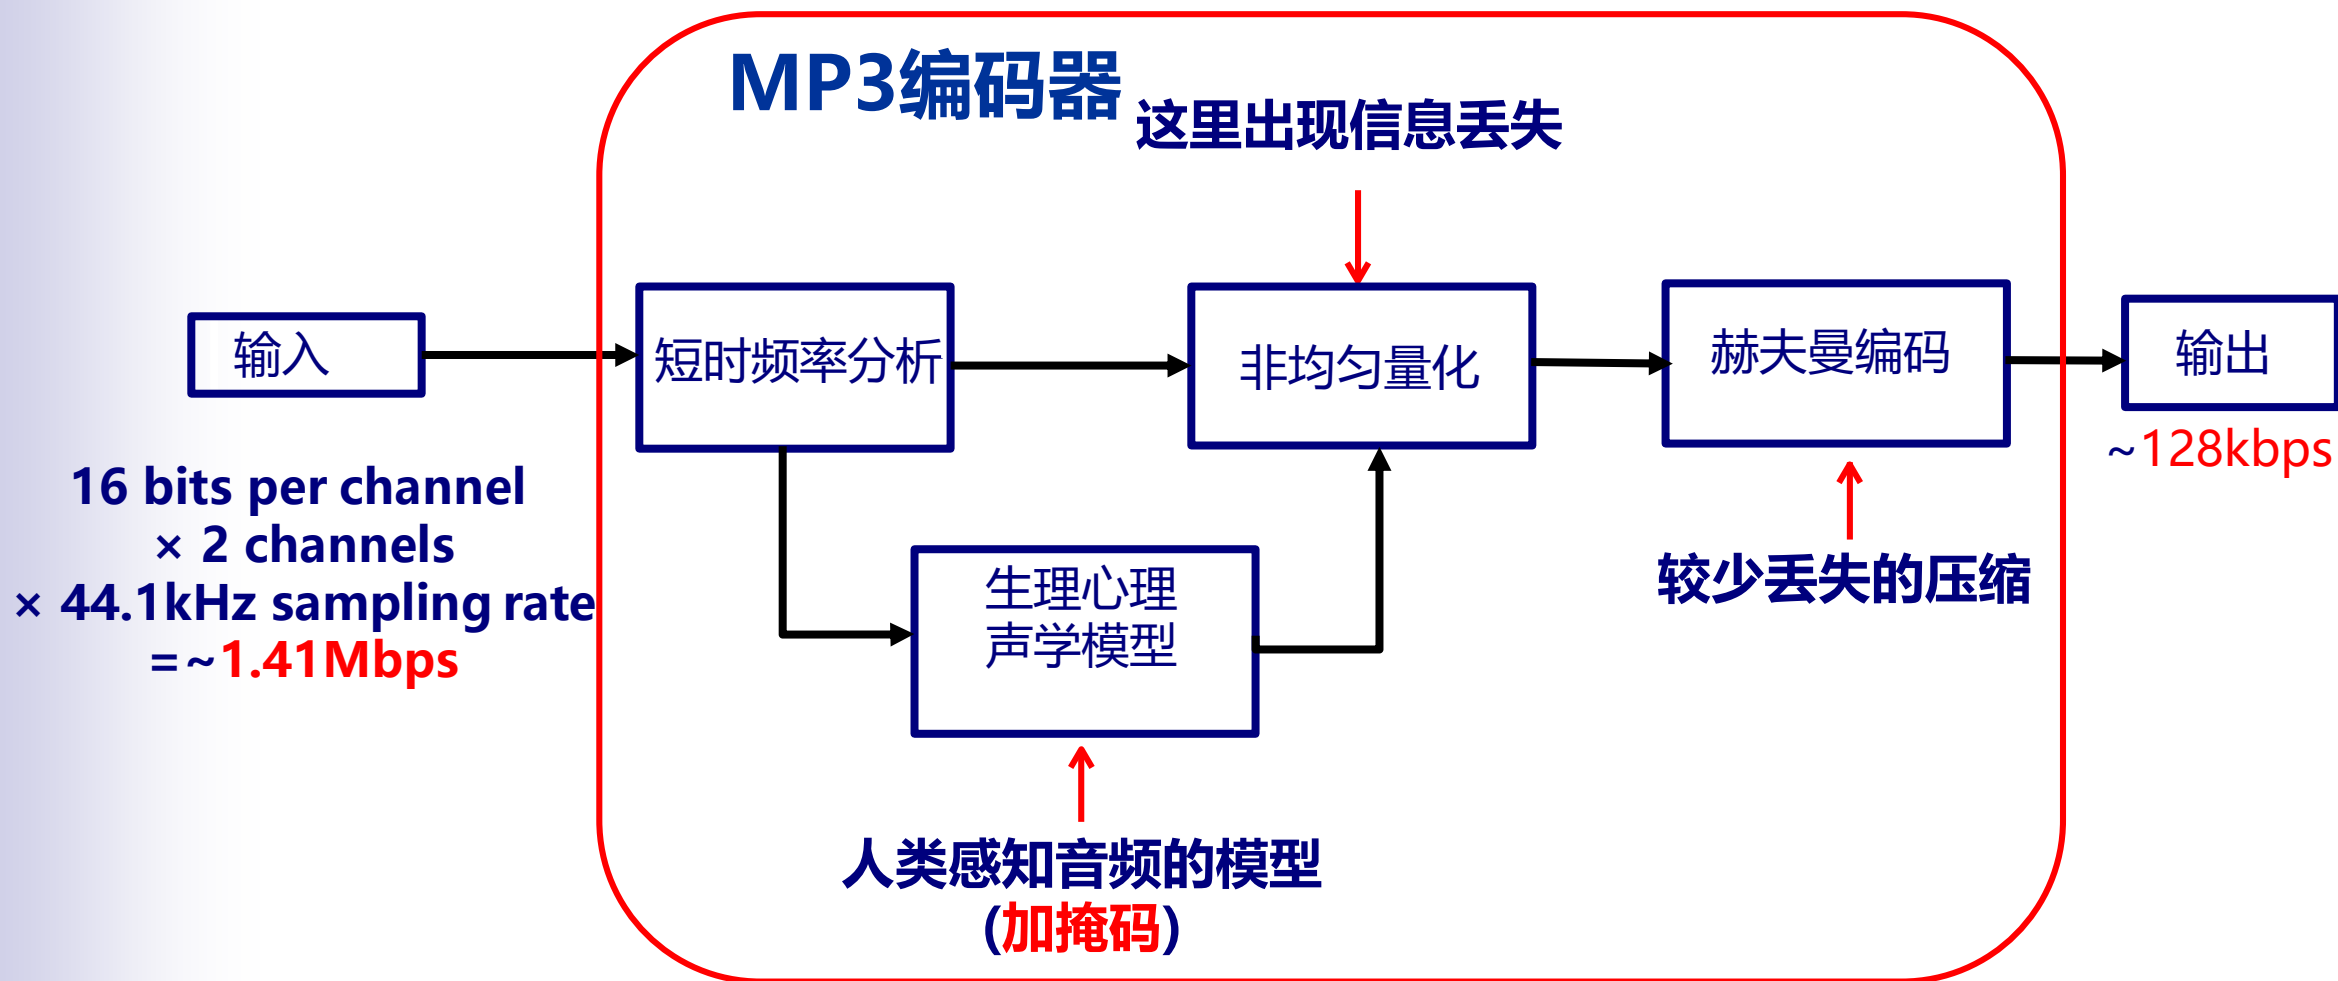 MP3编码器
这里出现信息丢失
输入
短时频率分析
非均匀量化
赫夫曼编码
输出
~128kbps
16 bits per channel
× 2 channels
× 44.1kHz sampling rate
=~1.41Mbps
生理心理
声学模型
较少丢失的压缩
人类感知音频的模型
(加掩码)